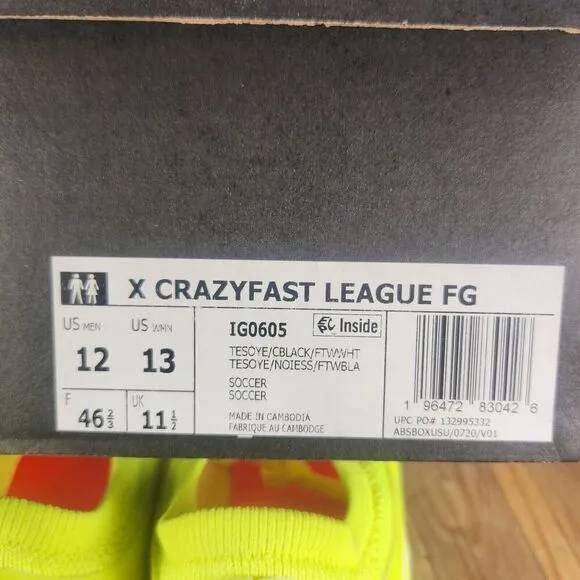 X CRAZYFAST LEAGUE FG
US MEN
12
US WMN
13
F
46 2/3
UK
11 1/2
IG0605
Inside
TESOYE/CBLACK/FTWWHT
TESOYE/NOIESS/FTWBLA
SOCCER
SOCCER
MADE IN CAMBODIA
FABRIQUE AU CAMBODGE
1 96472 83042 6
UPC PO# 132995332
ABSBOXUSU/0720/V01